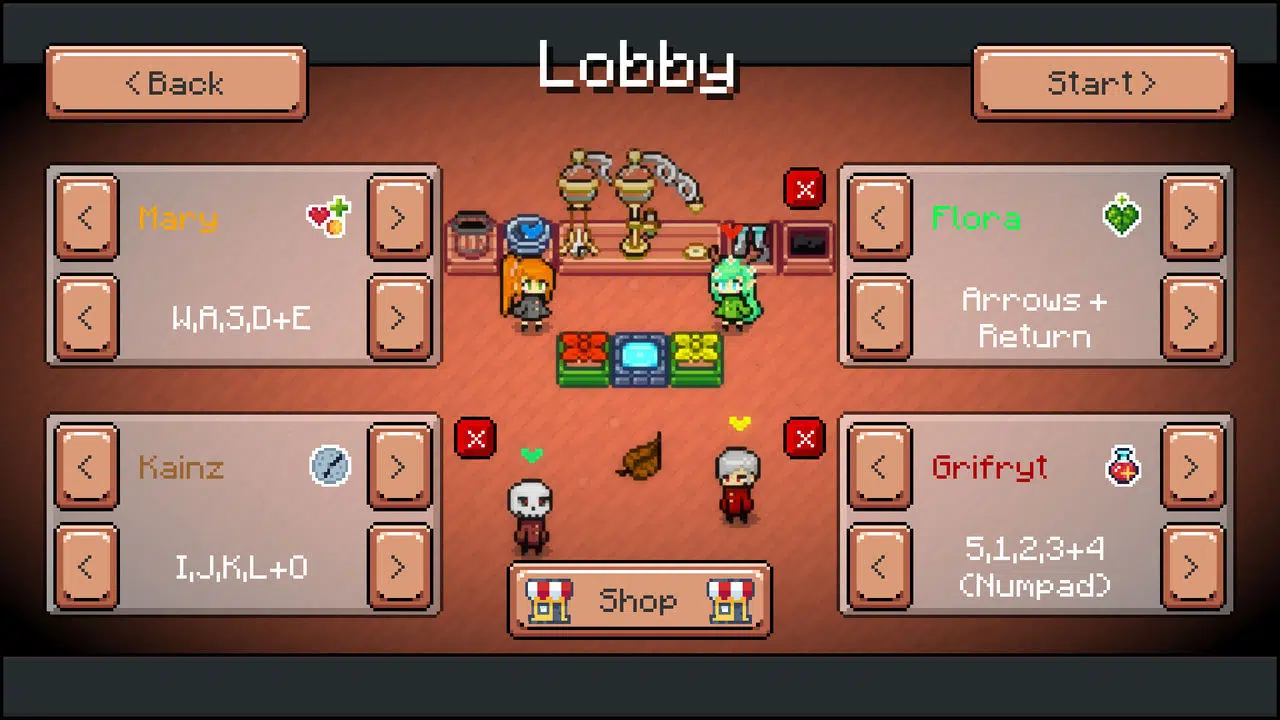 Lobby
<Back
Start>
Mary
W,A,S,D+E
Flora
Arrows +
Return
Kainz
I,J,K,L+O
Grifryt
5,1,2,3+4
(Numpad)
Shop